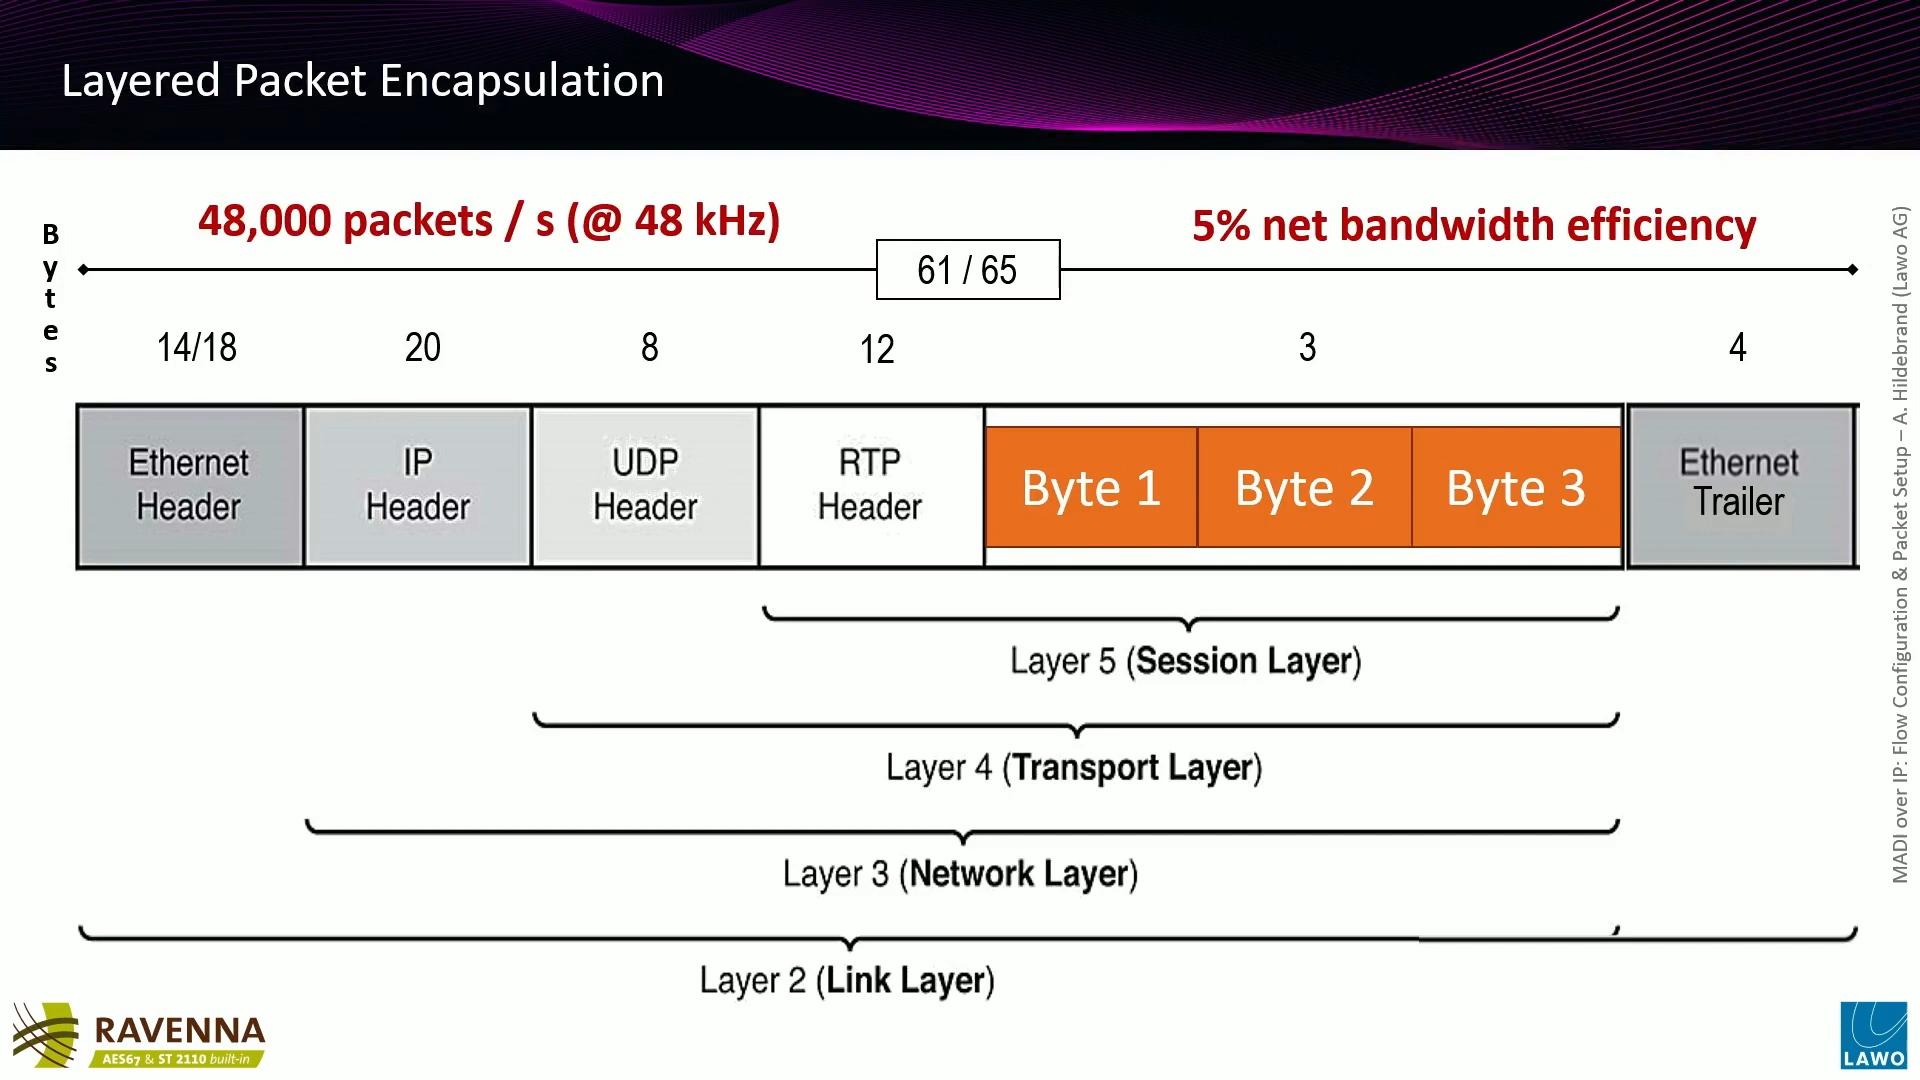 Layered Packet Encapsulation
48,000 packets / s (@ 48 kHz)
5% net bandwidth efficiency
Bytes
61 / 65
14/18
20
8
12
3
4
Ethernet
Header
IP
Header
UDP
Header
RTP
Header
Byte 1
Byte 2
Byte 3
Ethernet
Trailer
Layer 5 (Session Layer)
Layer 4 (Transport Layer)
Layer 3 (Network Layer)
Layer 2 (Link Layer)
MADI over IP: Flow Configuration & Packet Setup – A. Hildebrand (Lawo AG)
RAVENNA
AES67 & ST 2110 built-in
LAWO